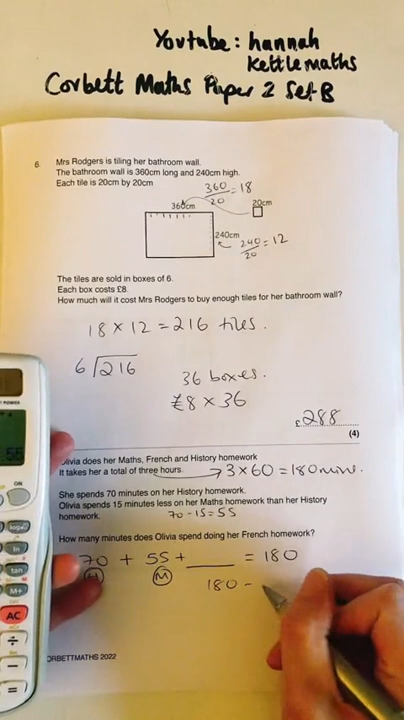 Youtube: hannah
kettlemaths
Corbett Maths Paper 2 Set B
6. Mrs Rodgers is tiling her bathroom wall.
The bathroom wall is 360cm long and 240cm high.
Each tile is 20cm by 20cm
360/20 = 18
360cm
20cm
240cm
240/20 = 12
The tiles are sold in boxes of 6.
Each box costs £8.
How much will it cost Mrs Rodgers to buy enough tiles for her bathroom wall?
18 × 12 = 216 tiles.
6 216
36 boxes.
£8 × 36
£ 288
(4)
Olivia does her Maths, French and History homework
It takes her a total of three hours. → 3 × 60 = 180 mins.
She spends 70 minutes on her History homework.
Olivia spends 15 minutes less on her Maths homework than her History
homework. 70 - 15 = 55
How many minutes does Olivia spend doing her French homework?
70 + 55 + ____ = 180
H M
180 -
CORBETTMATHS 2022
55
ON
log
ln
tan
M+
AC
÷
−
=